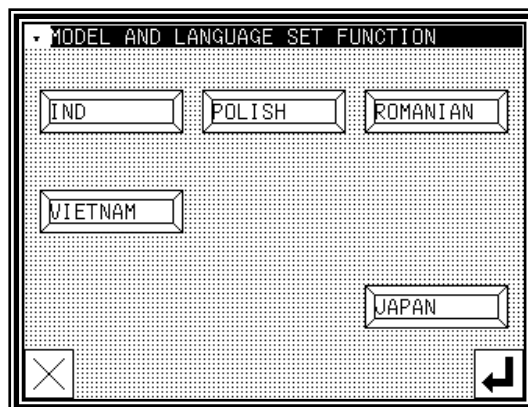 MODEL AND LANGUAGE SET FUNCTION
IND
POLISH
ROMANIAN
VIETNAM
JAPAN